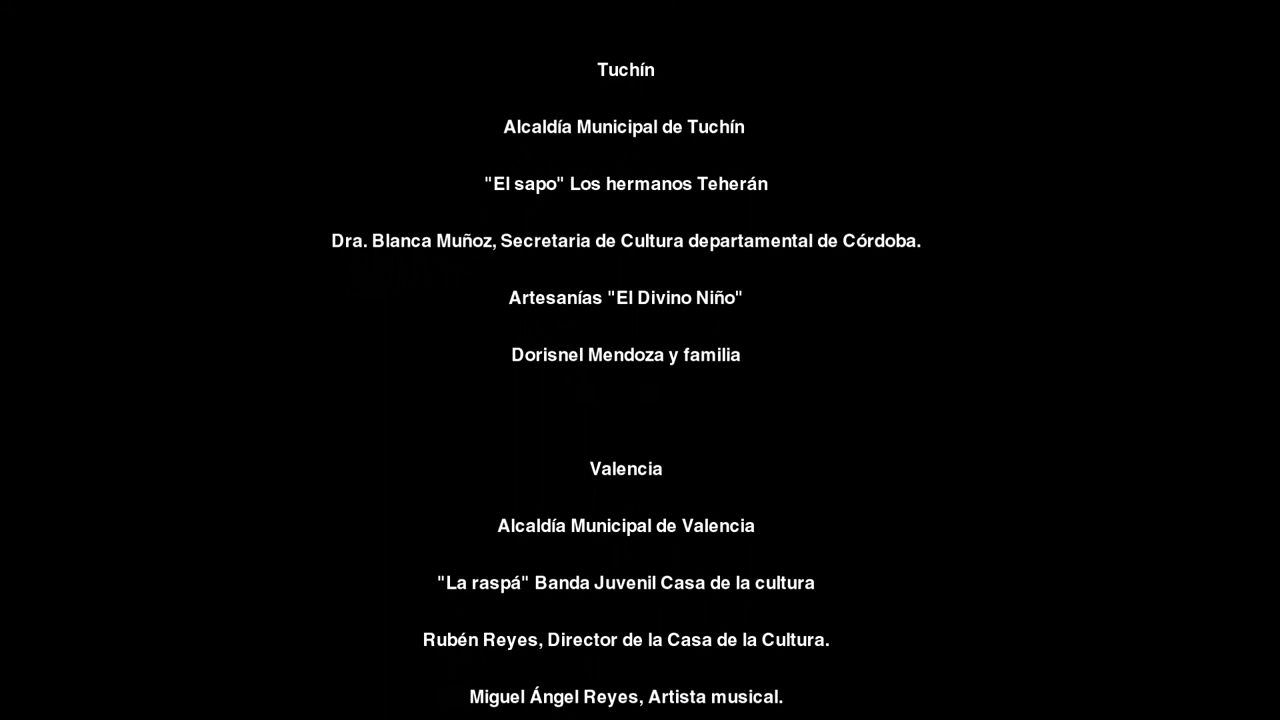 Tuchín
Alcaldía Municipal de Tuchín
"El sapo" Los hermanos Teherán
Dra. Blanca Muñoz, Secretaria de Cultura departamental de Córdoba.
Artesanías "El Divino Niño"
Dorisnel Mendoza y familia
Valencia
Alcaldía Municipal de Valencia
"La raspá" Banda Juvenil Casa de la cultura
Rubén Reyes, Director de la Casa de la Cultura.
Miguel Ángel Reyes, Artista musical.